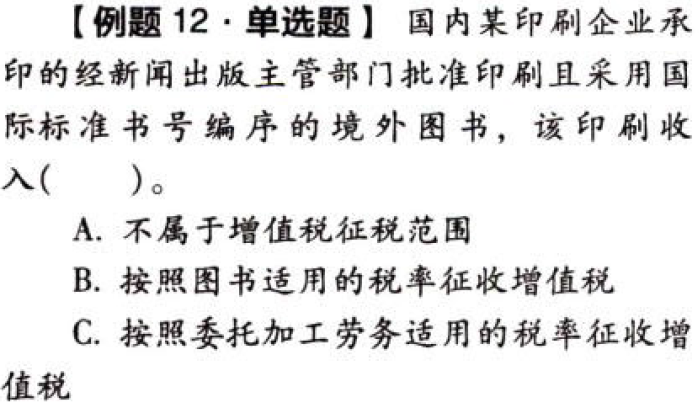 【例题 12·单选题】 国内某印刷企业承
印的经新闻出版主管部门批准印刷且采用国
际标准书号编序的境外图书，该印刷收
入(　　)。
A. 不属于增值税征税范围
B. 按照图书适用的税率征收增值税
C. 按照委托加工劳务适用的税率征收增
值税